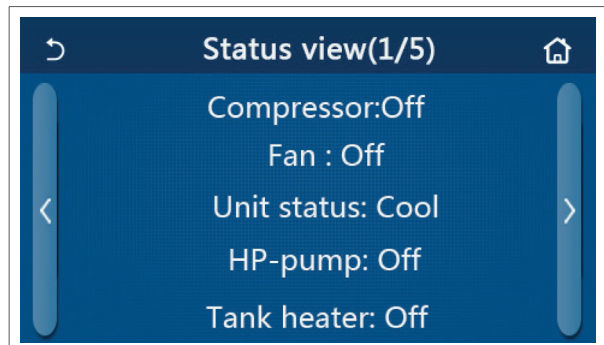 Status view(1/5)
Compressor:Off
Fan : Off
Unit status: Cool
HP-pump: Off
Tank heater: Off